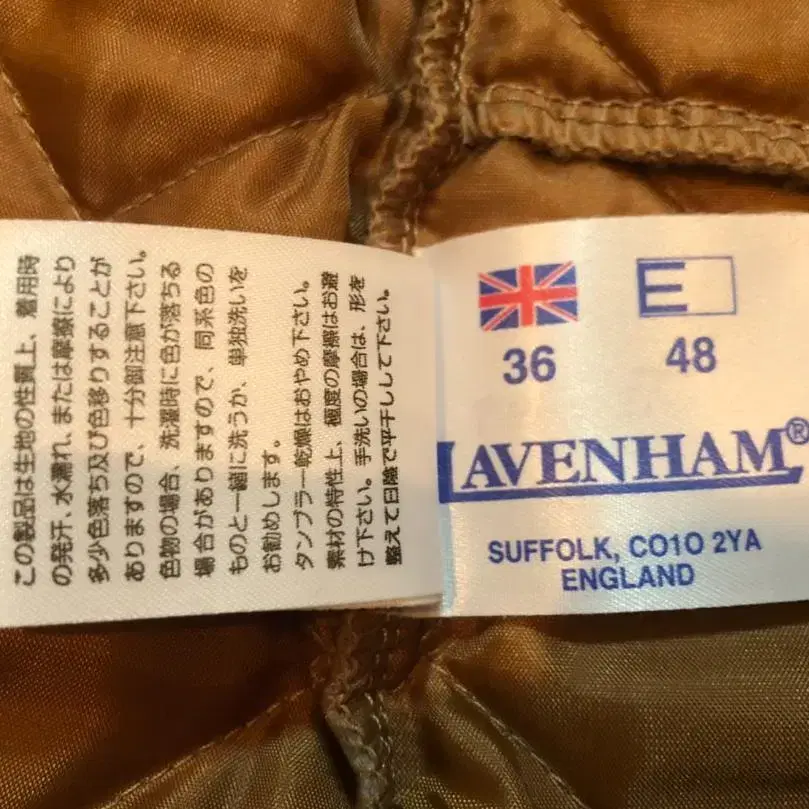 この製品は生地の性質上、着用時
の発汗、水濡れ、または摩擦により
多少色落ち及び色移りすることが
ありますので、十分御注意下さい。
色物の場合、洗濯時に色が落ちる
場合がありますので、同系色の
ものと一緒に洗うか、単独洗いを
お勧めします。
タンブラー乾燥はおやめ下さい。
素材の特性上、極度の摩擦はお避
け下さい。手洗いの場合は、形を
整えて日陰で平干しして下さい。
E
36 48
LAVENHAM®
SUFFOLK, CO10 2YA
ENGLAND